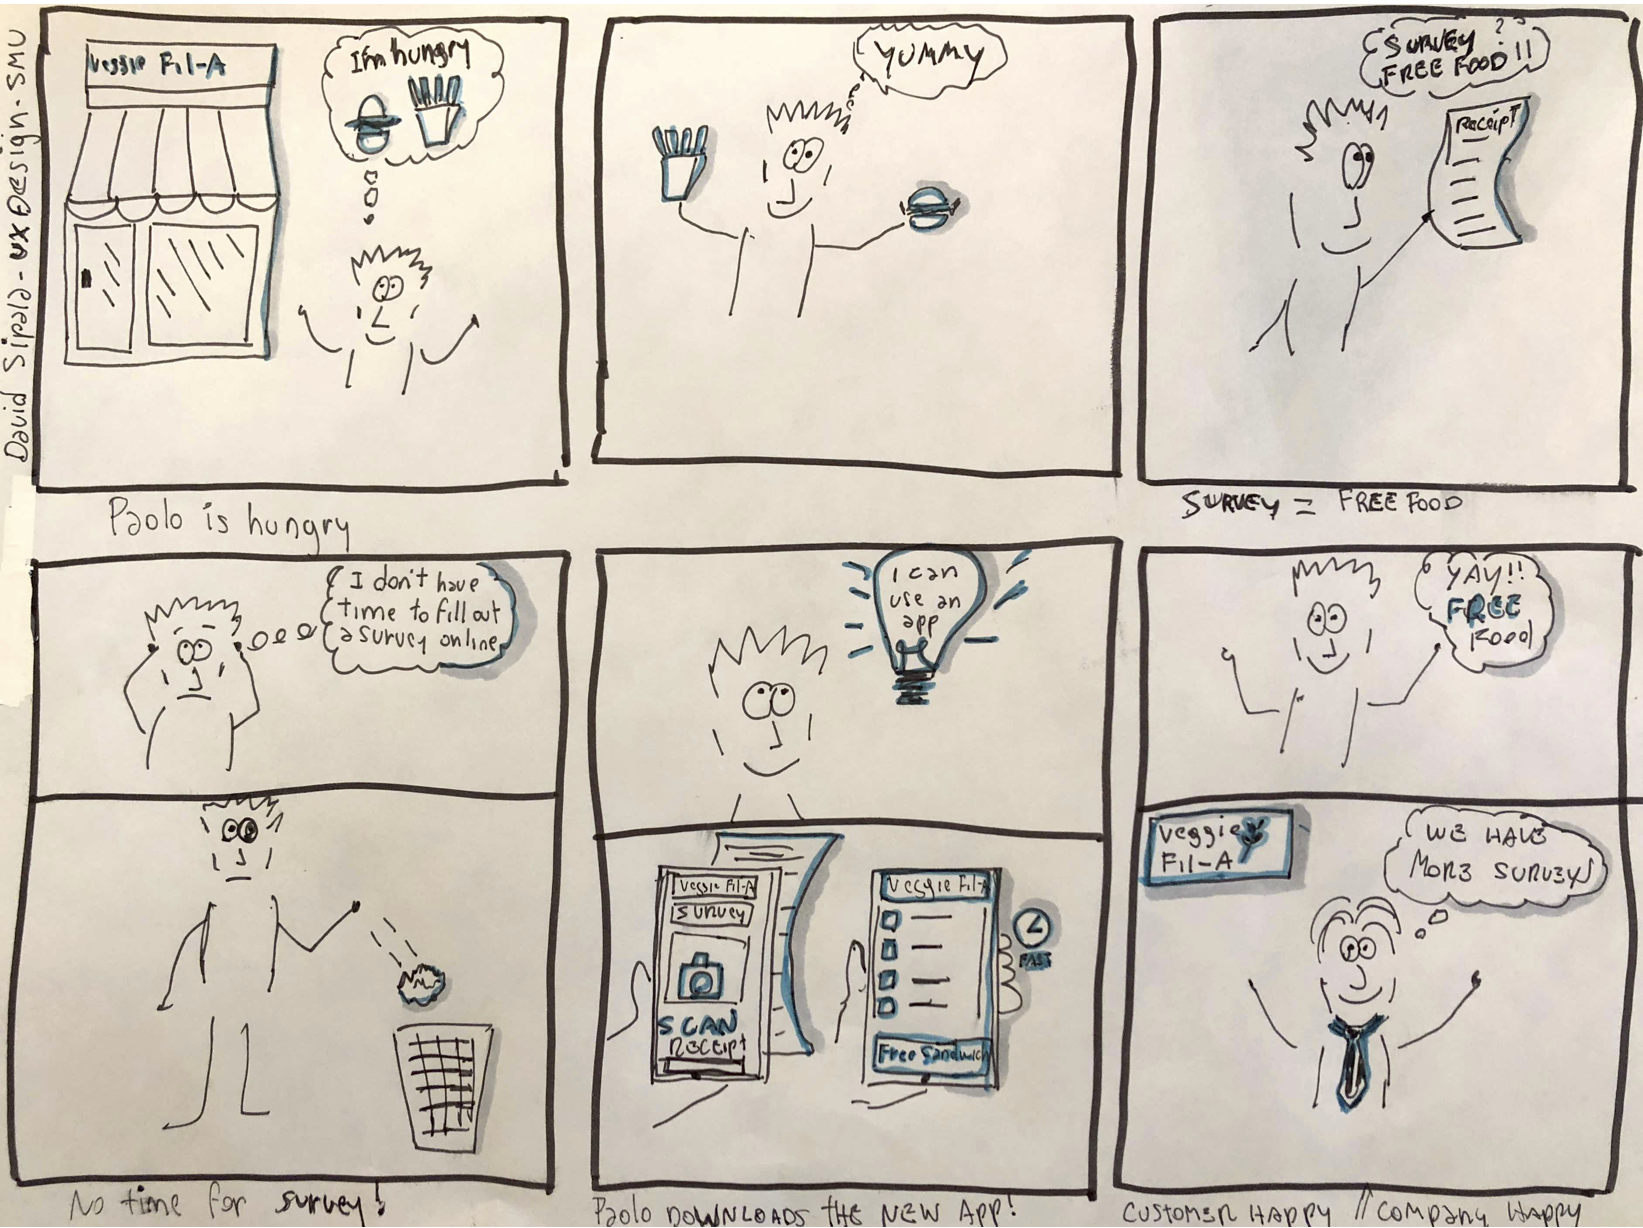 David Sipala - UX Design - SMU
Veggie Fil-A
I'm hungry
Paolo is hungry
YUMMY
SURVEY ?
FREE FOOD!!
RECEIPT
SURVEY = FREE FOOD
I don't have
time to fill out
a survey online
No time for survey!
I can
use an
app
Veggie Fil-A
SURVEY
SCAN
RECEIPT
Veggie Fil-A
Free Sandwich
FAST
Paolo DOWNLOADS THE NEW APP!
YAY!!
FREE
FOOD
Veggie
Fil-A
WE HAVE
MORE SURVEYS
CUSTOMER HAPPY // COMPANY HAPPY